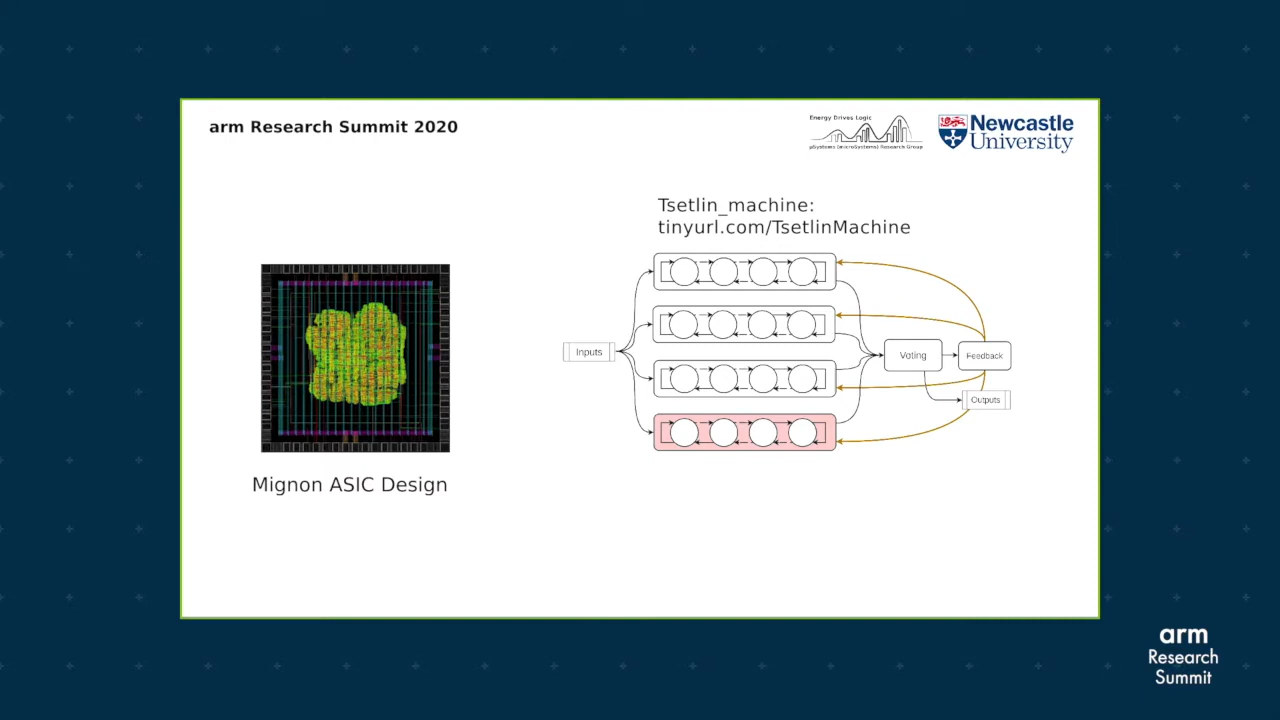 arm Research Summit 2020
Energy Drives Logic
µSystems (microSystems) Research Group
Newcastle
University
Tsetlin_machine:
tinyurl.com/TsetlinMachine
Inputs
Voting
Feedback
Outputs
Mignon ASIC Design
arm
Research
Summit